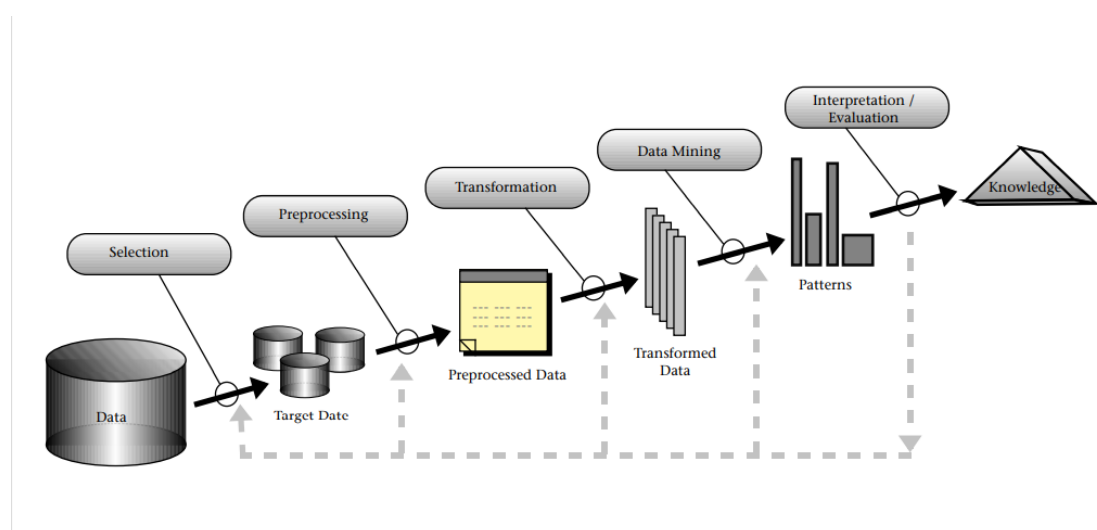 Interpretation /
Evaluation
Data Mining
Knowledge
Transformation
Preprocessing
Patterns
Selection
Transformed
Data
Preprocessed Data
Target Date
Data